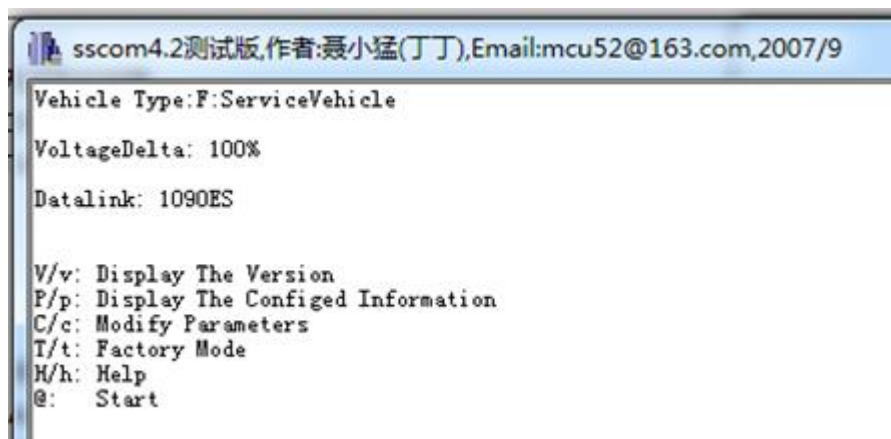 sscom4.2测试版,作者:聂小猛(丁丁),Email:mcu52@163.com,2007/9
Vehicle Type:F:ServiceVehicle
VoltageDelta: 100%
Datalink: 1090ES
V/v: Display The Version
P/p: Display The Configed Information
C/c: Modify Parameters
T/t: Factory Mode
H/h: Help
@: Start